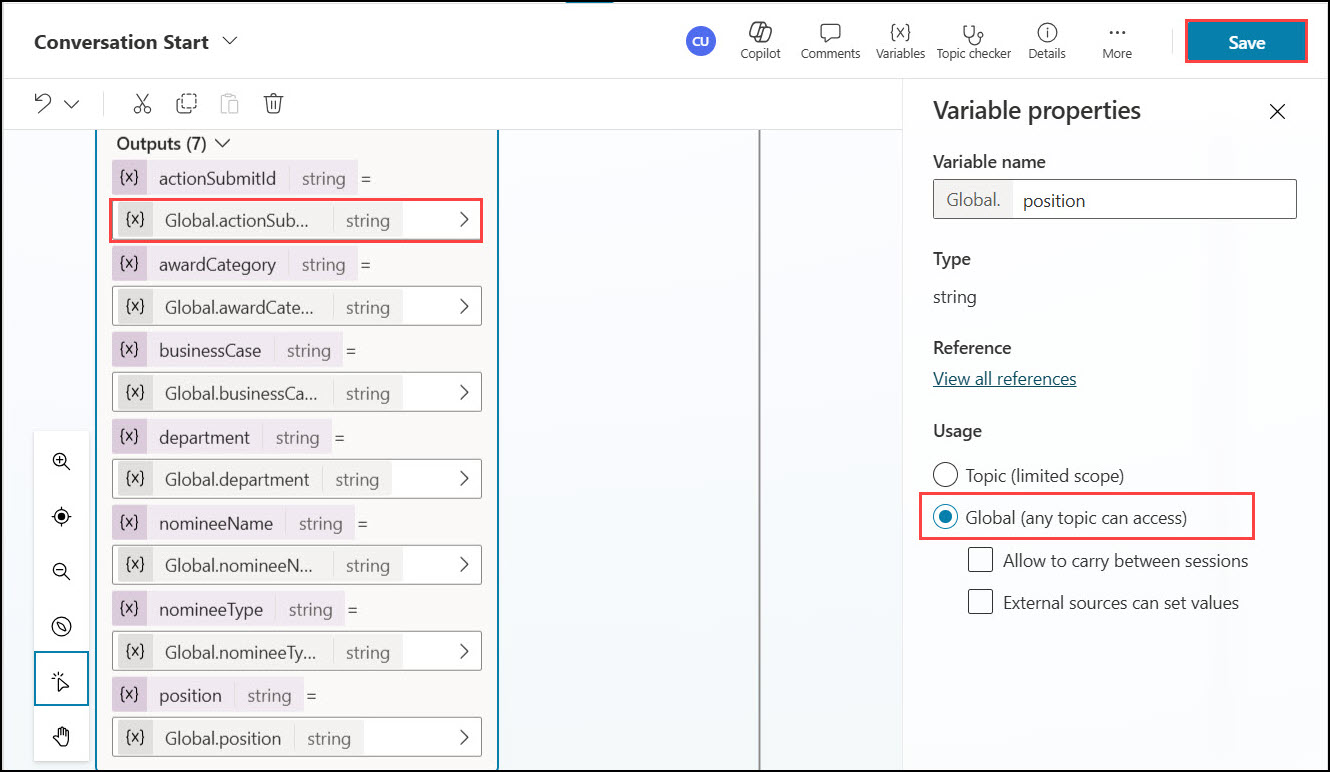 Conversation Start
CU
Copilot
Comments
{x}
Variables
Topic checker
Details
More
Save
Outputs (7)
{x} actionSubmitId string =
{x} Global.actionSub... string
{x} awardCategory string =
{x} Global.awardCate... string
{x} businessCase string =
{x} Global.businessCa... string
{x} department string =
{x} Global.department string
{x} nomineeName string =
{x} Global.nomineeN... string
{x} nomineeType string =
{x} Global.nomineeTy... string
{x} position string =
{x} Global.position string
Variable properties
Variable name
Global. position
Type
string
Reference
View all references
Usage
Topic (limited scope)
Global (any topic can access)
Allow to carry between sessions
External sources can set values